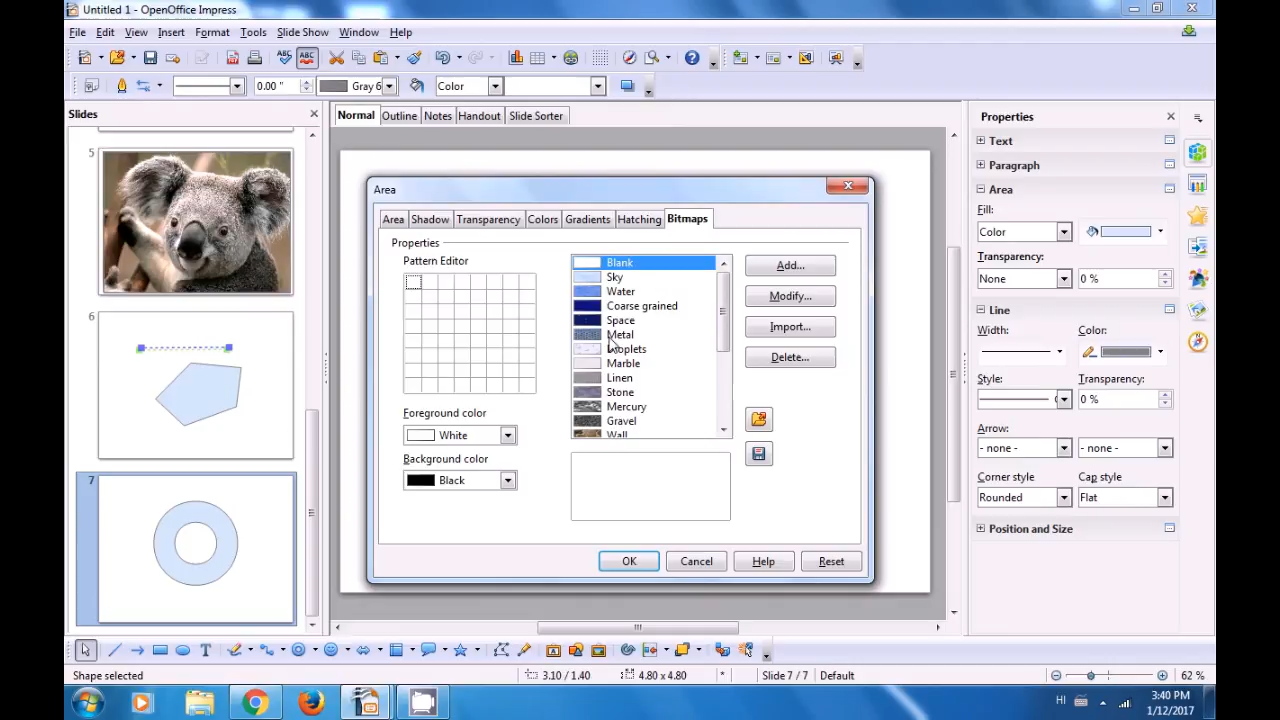 Untitled 1 - OpenOffice Impress
File Edit View Insert Format Tools Slide Show Window Help
0.00 " Gray 6 Color
Slides
Normal Outline Notes Handout Slide Sorter
Properties
5
6
7
Text
Paragraph
Area
Fill:
Color
Transparency:
None 0 %
Line
Width: Color:
Style: Transparency:
0 %
Arrow:
- none - - none -
Corner style Cap style
Rounded Flat
Position and Size
Area
Area Shadow Transparency Colors Gradients Hatching Bitmaps
Properties
Pattern Editor
Foreground color
White
Background color
Black
Blank
Sky
Water
Coarse grained
Space
Metal
Droplets
Marble
Linen
Stone
Mercury
Gravel
Wall
Add...
Modify...
Import...
Delete...
OK Cancel Help Reset
Shape selected 3.10 / 1.40 4.80 x 4.80 * Slide 7 / 7 Default 62 %
HI 3:40 PM
1/12/2017